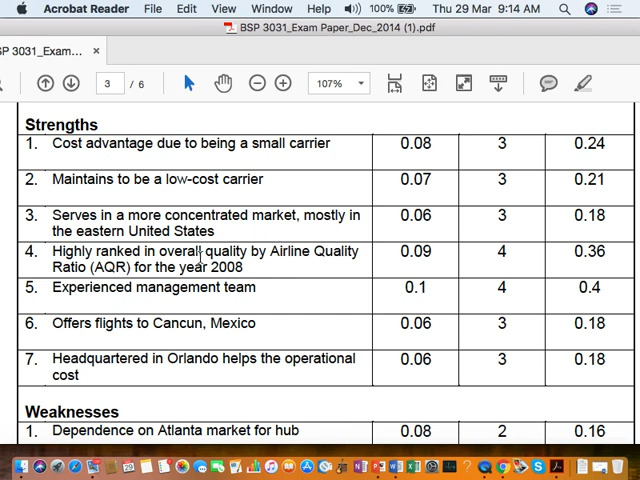 Acrobat Reader File Edit View Window Help 100% Thu 29 Mar 9:14 AM
BSP 3031_Exam Paper_Dec_2014 (1).pdf
SP 3031_Exam... ×
3 / 6 107%
Strengths
1. Cost advantage due to being a small carrier 0.08 3 0.24
2. Maintains to be a low-cost carrier 0.07 3 0.21
3. Serves in a more concentrated market, mostly in 0.06 3 0.18
the eastern United States
4. Highly ranked in overall quality by Airline Quality 0.09 4 0.36
Ratio (AQR) for the year 2008
5. Experienced management team 0.1 4 0.4
6. Offers flights to Cancun, Mexico 0.06 3 0.18
7. Headquartered in Orlando helps the operational 0.06 3 0.18
cost
Weaknesses
1. Dependence on Atlanta market for hub 0.08 2 0.16